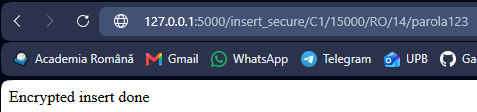 127.0.0.1:5000/insert_secure/C1/15000/RO/14/parola123
Academia Română Gmail WhatsApp Telegram UPB Ga
Encrypted insert done